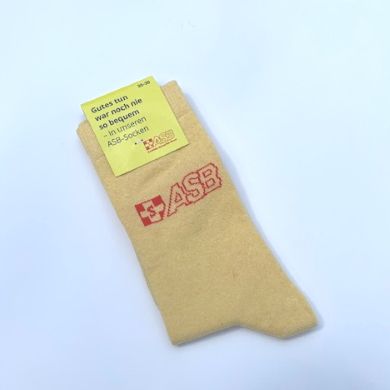 Gutes tun
war noch nie
so bequem
– in unseren
ASB-Socken
ASB
ASB